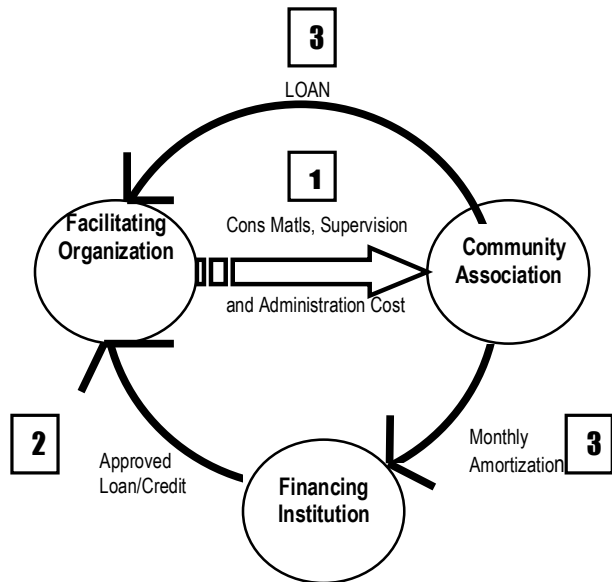 3
LOAN
1
Facilitating
Organization
Cons Matls, Supervision
Community
Association
and Administration Cost
2
Approved
Loan/Credit
Monthly
Amortization
3
Financing
Institution